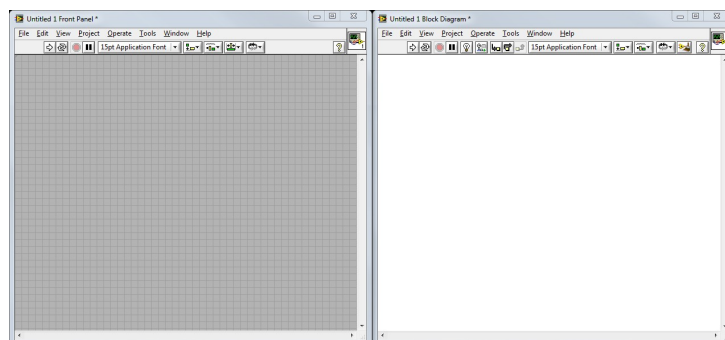 Untitled 1 Front Panel *
File Edit View Project Operate Tools Window Help
15pt Application Font
?
Untitled 1 Block Diagram *
File Edit View Project Operate Tools Window Help
15pt Application Font
?